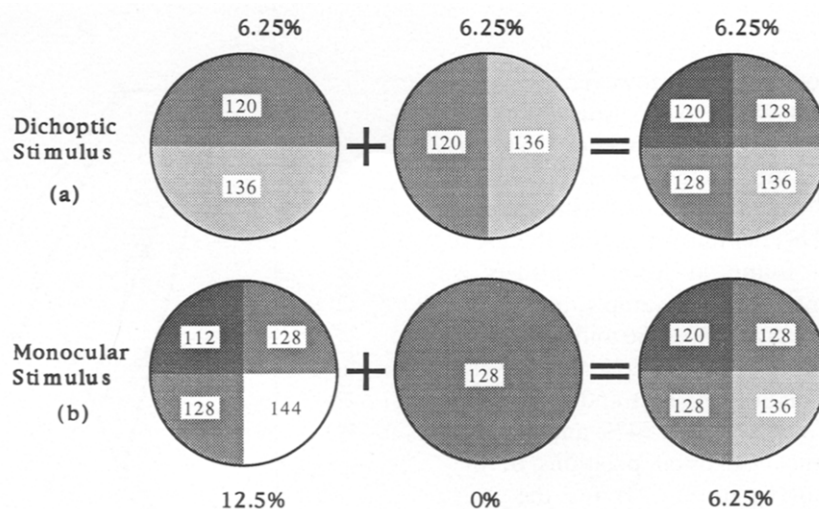 6.25% 6.25% 6.25%
Dichoptic
Stimulus
(a)
120
136
+
120 136
=
120 128
128 136
Monocular
Stimulus
(b)
112 128
128 144
+
128
=
120 128
128 136
12.5% 0% 6.25%